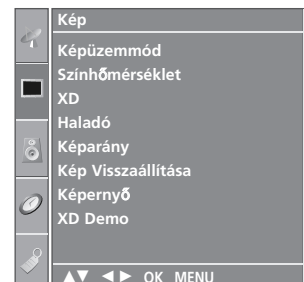 Kép
Képüzemmód
Színhőmérséklet
XD
Haladó
Képarány
Kép Visszaállítása
Képernyő
XD Demo
▲▼ ◄► OK MENU